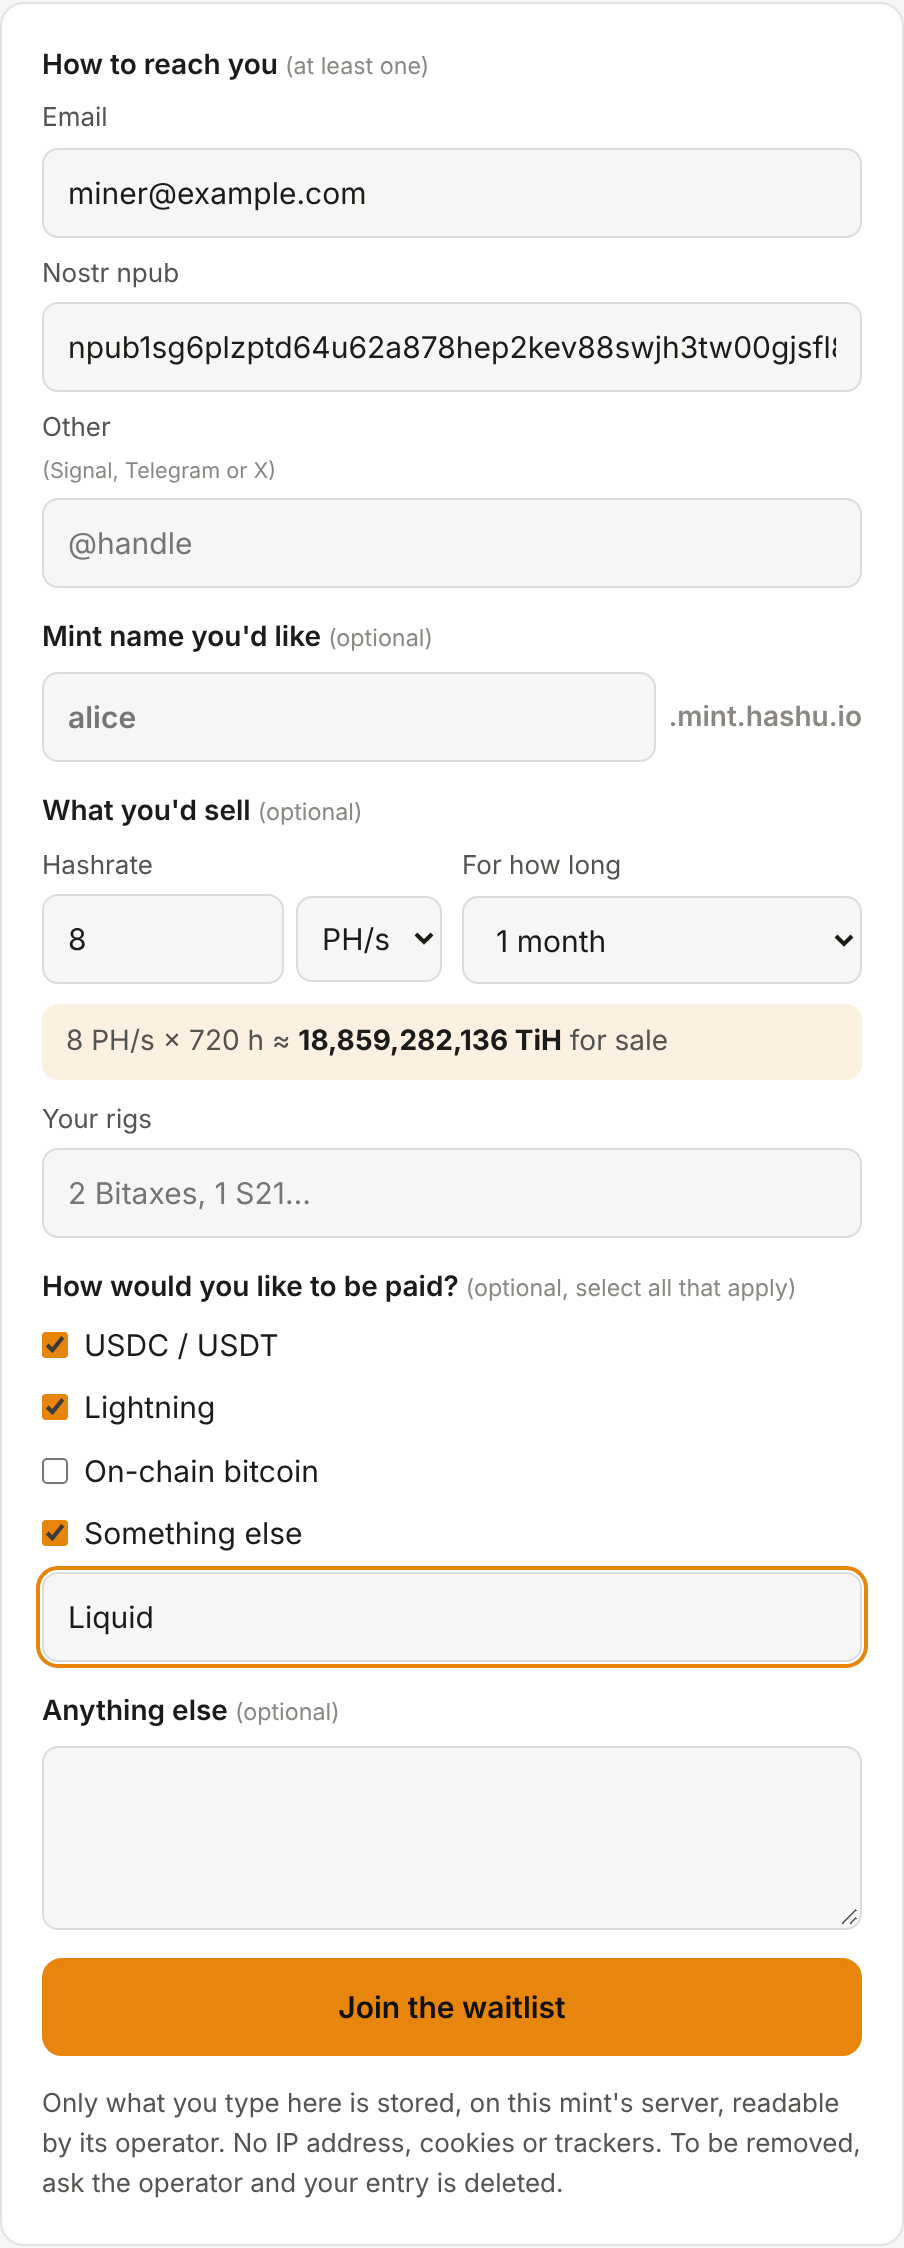 How to reach you (at least one)
Email
miner@example.com
Nostr npub
npub1sg6plzptd64u62a878hep2kev88swjh3tw00gjsfl8
Other
(Signal, Telegram or X)
@handle
Mint name you'd like (optional)
alice .mint.hashu.io
What you'd sell (optional)
Hashrate For how long
8 PH/s 1 month
8 PH/s × 720 h ≈ 18,859,282,136 TiH for sale
Your rigs
2 Bitaxes, 1 S21...
How would you like to be paid? (optional, select all that apply)
USDC / USDT
Lightning
On-chain bitcoin
Something else
Liquid
Anything else (optional)
Join the waitlist
Only what you type here is stored, on this mint's server, readable
by its operator. No IP address, cookies or trackers. To be removed,
ask the operator and your entry is deleted.